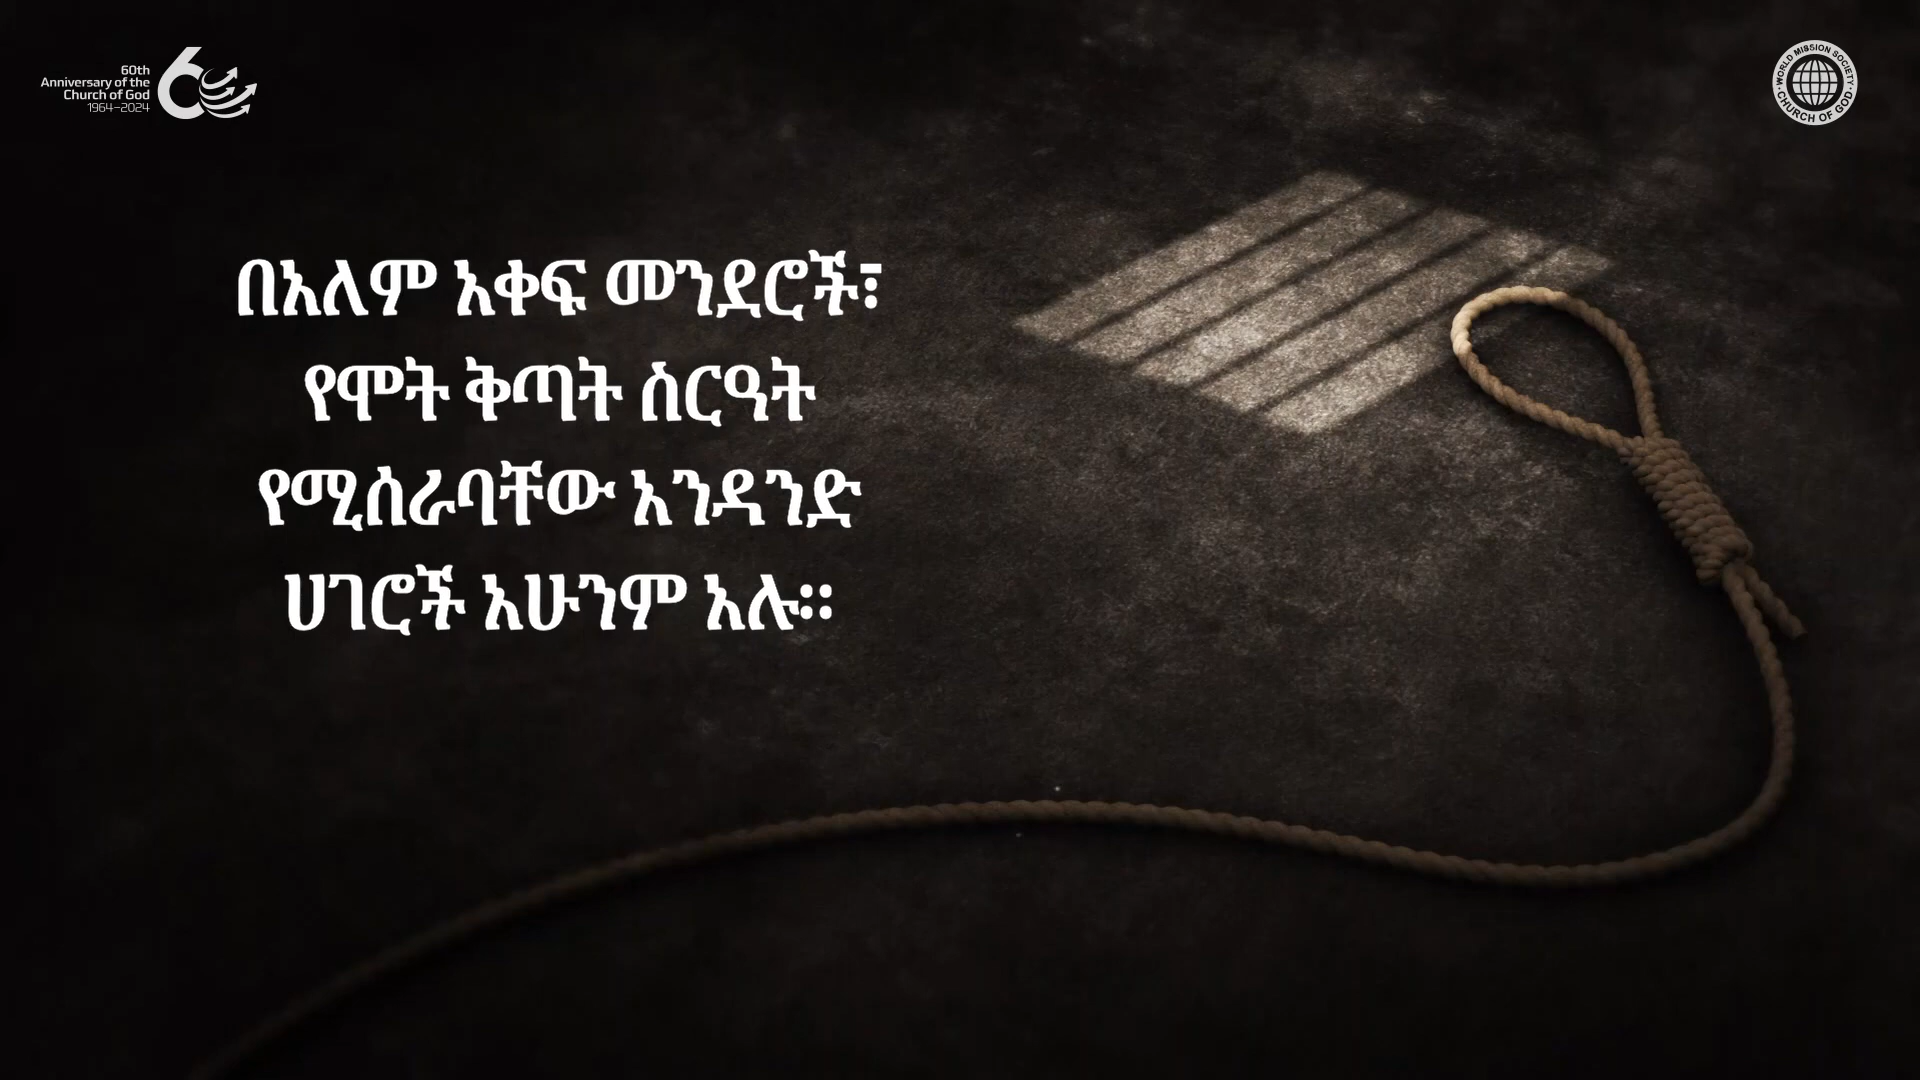 60th
Anniversary of the
Church of God
1964–2024
WORLD MISSION SOCIETY
CHURCH OF GOD
በአለም አቀፍ መንደሮች፣
የሞት ቅጣት ስርዓት
የሚሰራባቸው አንዳንድ
ሀገሮች አሁንም አሉ።